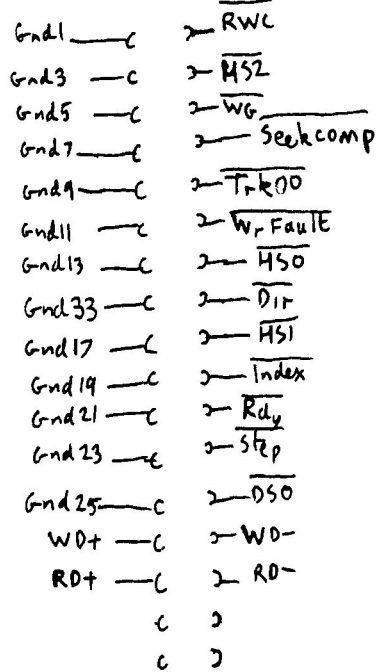 Gnd1 RWC
Gnd3 HS2
Gnd5 WG
Gnd7 Seekcomp
Gnd9 Trk00
Gnd11 Wr Fault
Gnd13 HS0
Gnd33 Dir
Gnd17 HS1
Gnd19 Index
Gnd21 Rdy
Gnd23 Step
Gnd25 DS0
WD+ WD-
RD+ RD-